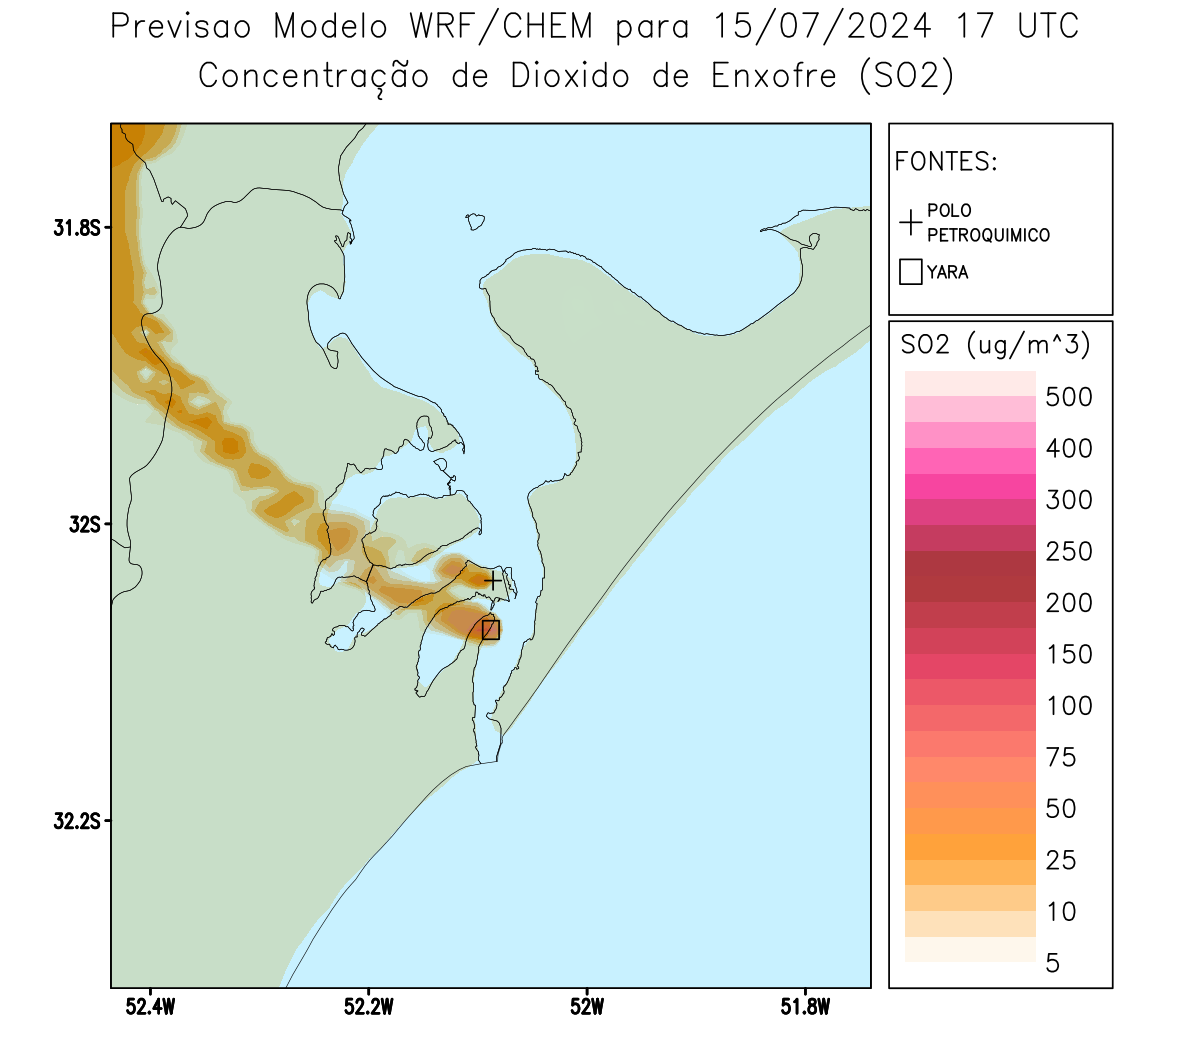 Previsao Modelo WRF/CHEM para 15/07/2024 17 UTC
Concentração de Dioxido de Enxofre (SO2)
FONTES:
POLO
PETROQUIMICO
YARA
SO2 (ug/m^3)
500
400
300
250
200
150
100
75
50
25
10
5
31.8S
32S
32.2S
52.4W
52.2W
52W
51.8W